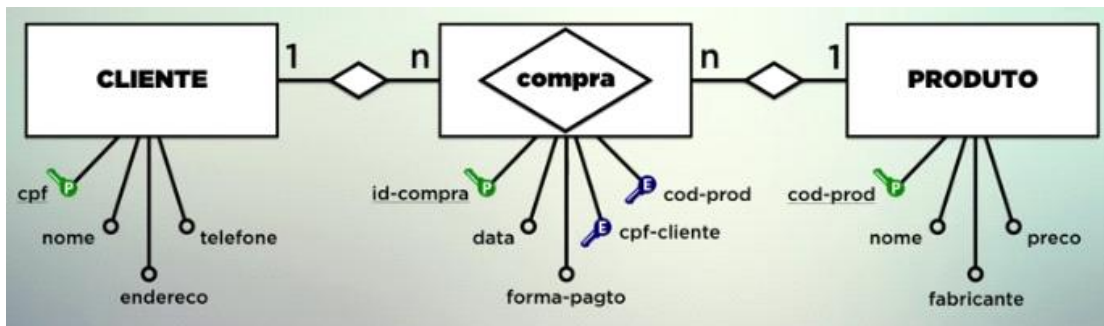 CLIENTE
1
n
compra
n
1
PRODUTO
cpf
P
nome
endereco
telefone
id-compra
P
data
forma-pagto
E
cpf-cliente
E
cod-prod
cod-prod
P
nome
fabricante
preco